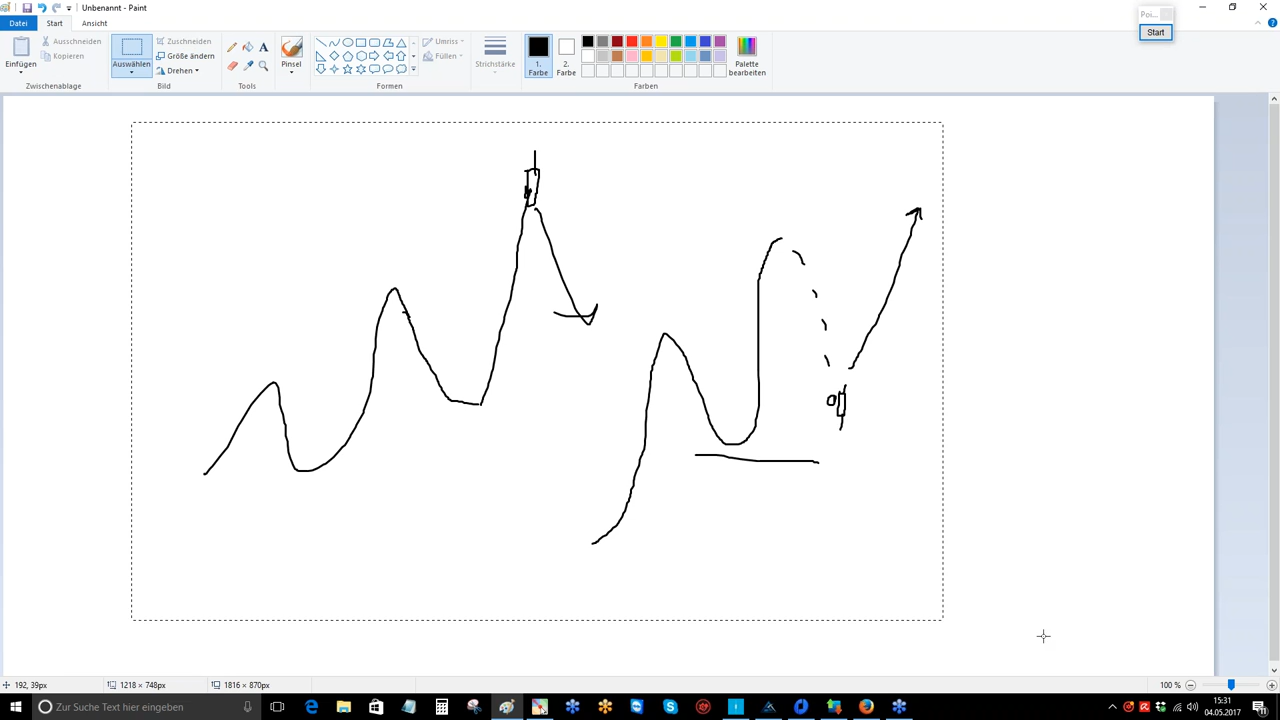 Unbenannt - Paint
Poi...
Start
Datei
Start
Ansicht
Einfügen
Ausschneiden
Kopieren
Zwischenablage
Auswählen
Zuschneiden
Größe ändern
Drehen
Bild
A
Tools
Pinsel
Umriss
Füllen
Formen
Strichstärke
1.
Farbe
2.
Farbe
Palette
bearbeiten
Farben
192, 39px
1218 × 748px
1816 × 870px
100 %
Zur Suche Text hier eingeben
15:31
04.05.2017